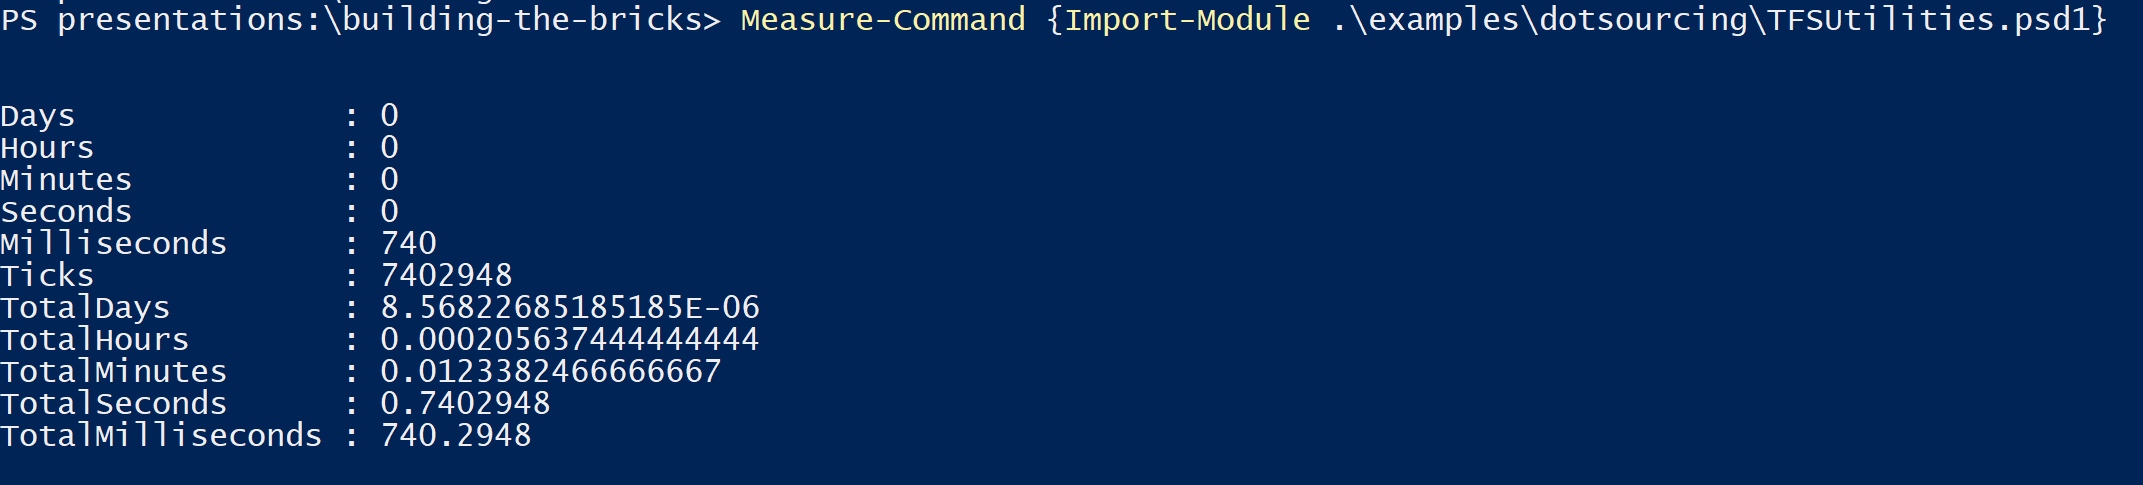 PS presentations:\building-the-bricks> Measure-Command {Import-Module .\examples\dotsourcing\TFSUtilities.psd1}
Days              : 0
Hours             : 0
Minutes           : 0
Seconds           : 0
Milliseconds      : 740
Ticks             : 7402948
TotalDays         : 8.56822685185185E-06
TotalHours        : 0.000205637444444444
TotalMinutes      : 0.0123382466666667
TotalSeconds      : 0.7402948
TotalMilliseconds : 740.2948